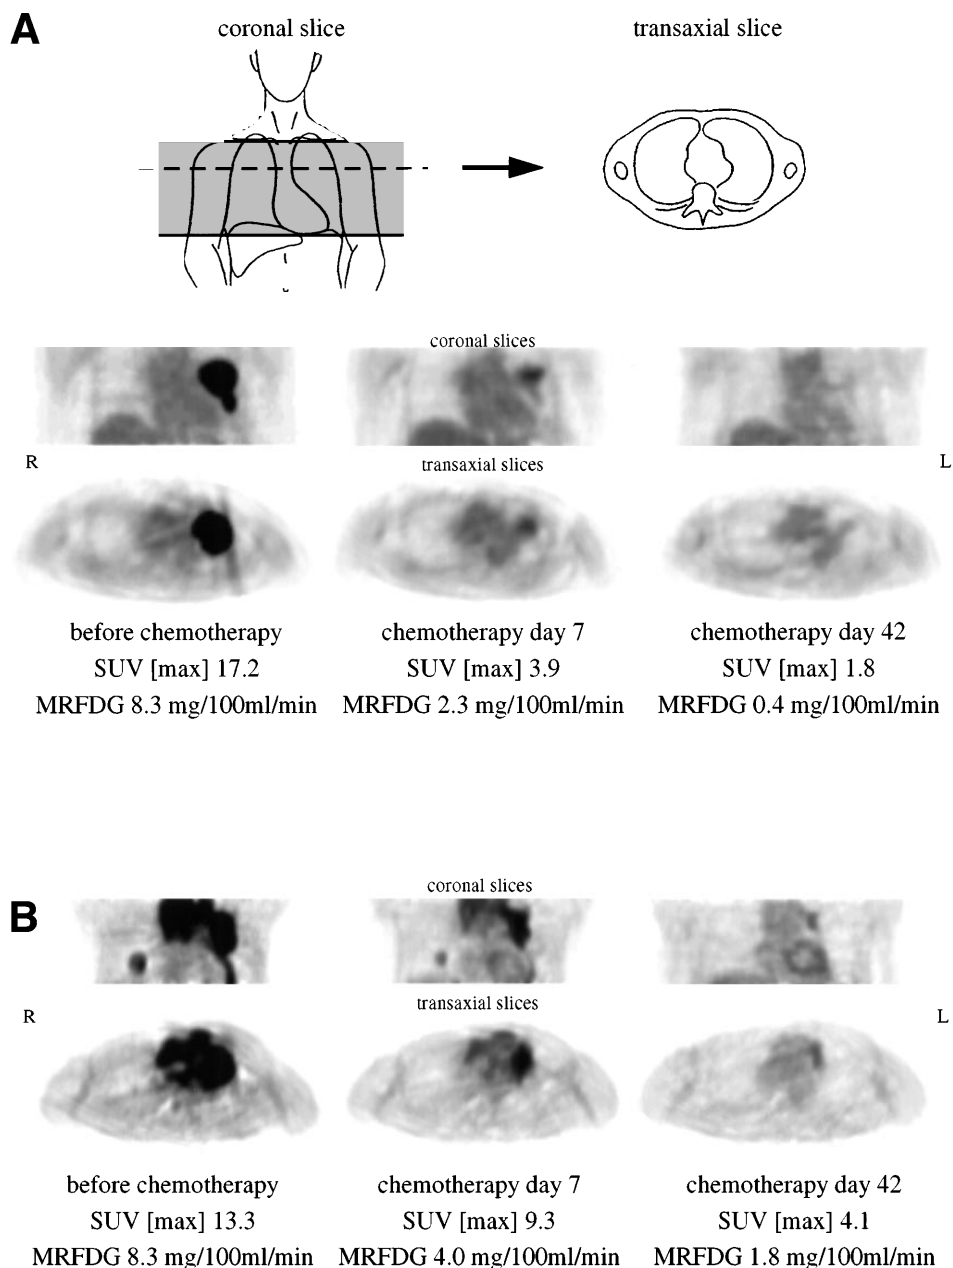 A
coronal slice
transaxial slice
coronal slices
R
L
transaxial slices
before chemotherapy
chemotherapy day 7
chemotherapy day 42
SUV [max] 17.2
SUV [max] 3.9
SUV [max] 1.8
MRFDG 8.3 mg/100ml/min
MRFDG 2.3 mg/100ml/min
MRFDG 0.4 mg/100ml/min
B
coronal slices
R
L
transaxial slices
before chemotherapy
chemotherapy day 7
chemotherapy day 42
SUV [max] 13.3
SUV [max] 9.3
SUV [max] 4.1
MRFDG 8.3 mg/100ml/min
MRFDG 4.0 mg/100ml/min
MRFDG 1.8 mg/100ml/min